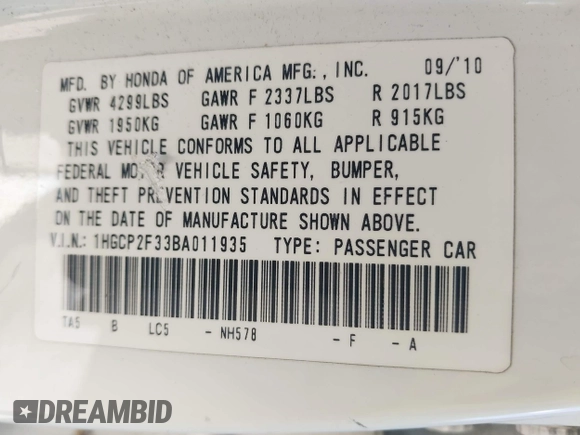 MFD. BY HONDA OF AMERICA MFG., INC. 09/'10
GVWR 4299LBS GAWR F 2337LBS R 2017LBS
GVWR 1950KG GAWR F 1060KG R 915KG
THIS VEHICLE CONFORMS TO ALL APPLICABLE
FEDERAL MOTOR VEHICLE SAFETY, BUMPER,
AND THEFT PREVENTION STANDARDS IN EFFECT
ON THE DATE OF MANUFACTURE SHOWN ABOVE.
V.I.N.: 1HGCP2F33BA011935 TYPE: PASSENGER CAR
TA5 B LC5 - NH578 - F - A
DREAMBID